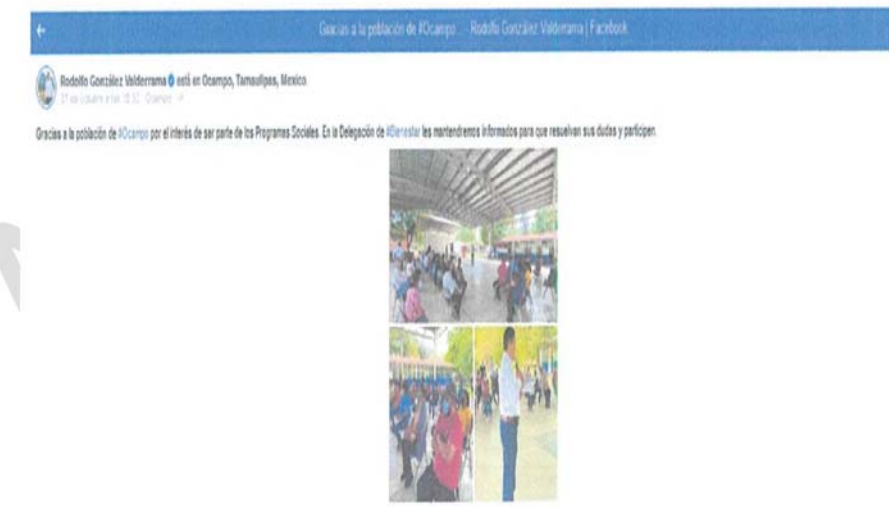 Gracias a la población de #Ocampo ... Rodolfo González Valderrama | Facebook
Rodolfo González Valderrama está en Ocampo, Tamaulipas, Mexico.
Ocampo
Gracias a la población de #Ocampo por el interés de ser parte de los Programas Sociales. En la Delegación de #Bienestar les mantendremos informados para que resuelvan sus dudas y participen.